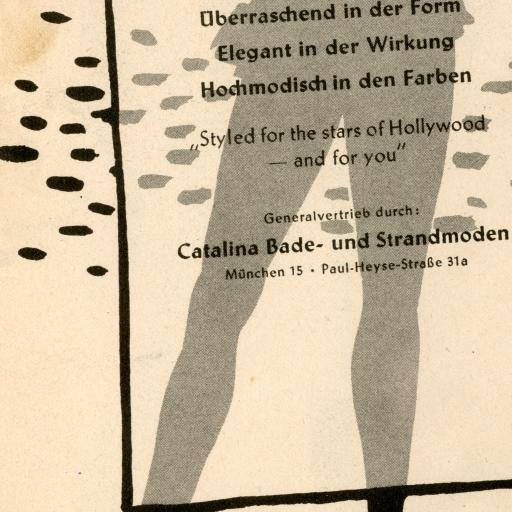 Überraschend in der Form
Elegant in der Wirkung
Hochmodisch in den Farben
„Styled for the stars of Hollywood
— and for you“
Generalvertrieb durch:
Catalina Bade- und Strandmoden
München 15 · Paul-Heyse-Straße 31a